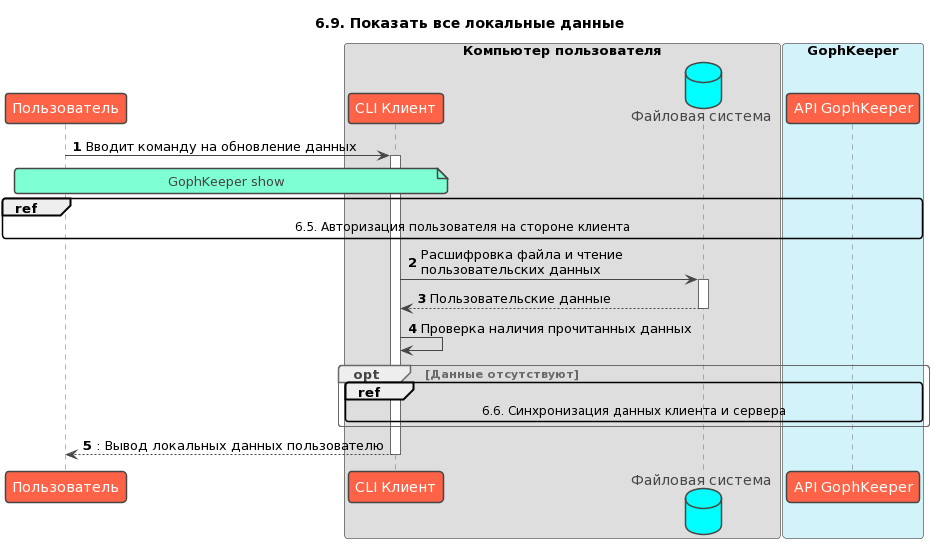 6.9. Показать все локальные данные
Компьютер пользователя
GophKeeper
Пользователь
CLI Клиент
Файловая система
API GophKeeper
1 Вводит команду на обновление данных
GophKeeper show
ref
6.5. Авторизация пользователя на стороне клиента
2 Расшифровка файла и чтение
пользовательских данных
3 Пользовательские данные
4 Проверка наличия прочитанных данных
opt [Данные отсутствуют]
ref
6.6. Синхронизация данных клиента и сервера
5 : Вывод локальных данных пользователю
Пользователь
CLI Клиент
Файловая система
API GophKeeper